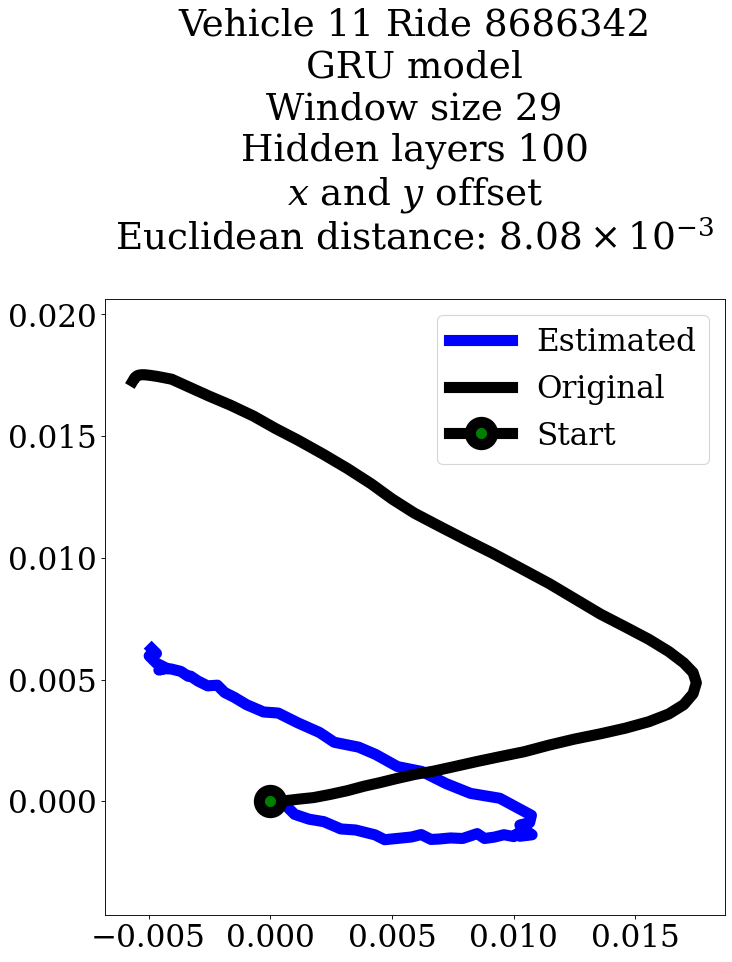 Vehicle 11 Ride 8686342
GRU model
Window size 29
Hidden layers 100
x and y offset
Euclidean distance: 8.08 × 10⁻³
0.020
0.015
0.010
0.005
0.000
Estimated
Original
Start
−0.005 0.000 0.005 0.010 0.015